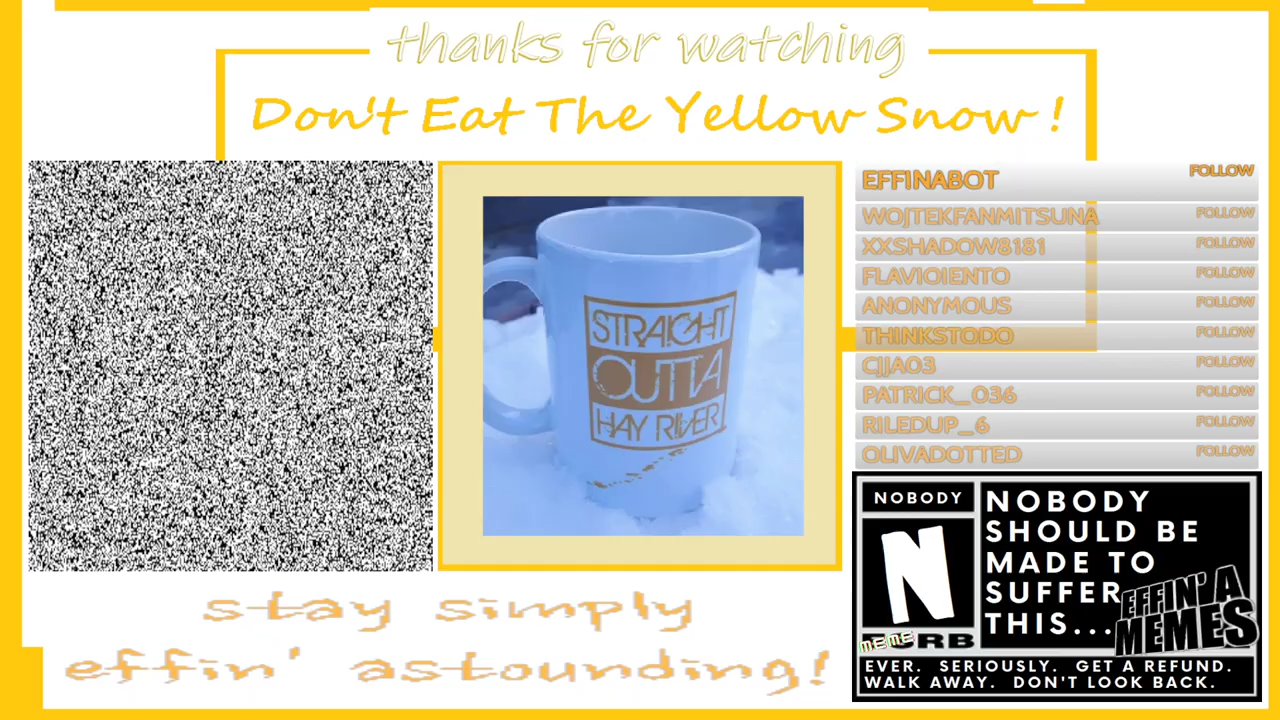 thanks for watching
Don't Eat The Yellow Snow !
STRAIGHT
OUTTA
HAY RIVER
EFFINABOT FOLLOW
WOJTEKFANMITSUNA FOLLOW
XXSHADOW8181 FOLLOW
FLAVIOIENTO FOLLOW
ANONYMOUS FOLLOW
THINKSTODO FOLLOW
CJJA03 FOLLOW
PATRICK_036 FOLLOW
RILEDUP_6 FOLLOW
OLIVADOTTED FOLLOW
NOBODY
N
MEME
NOBODY
SHOULD BE
MADE TO
SUFFER
THIS...
EFFIN' A
MEMES
EVER. SERIOUSLY. GET A REFUND.
WALK AWAY. DON'T LOOK BACK.
stay simply
effin' astounding!